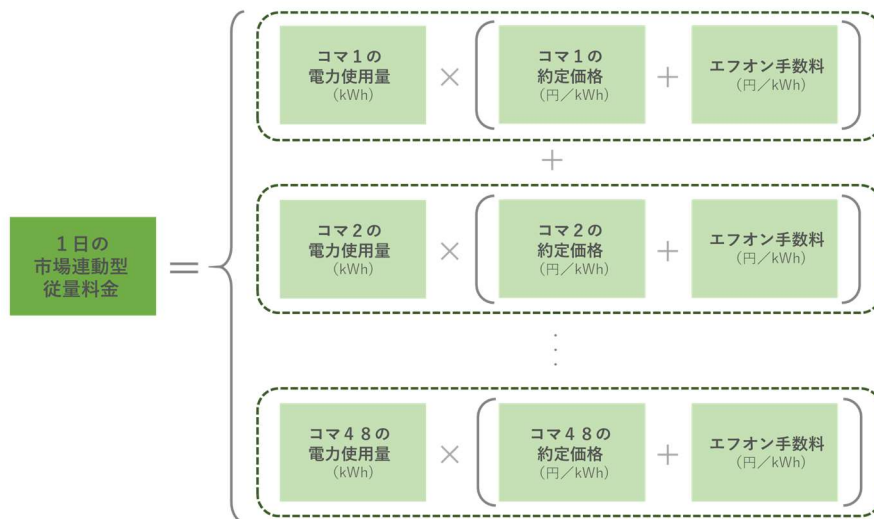 コマ１の
電力使用量
（kWh）
×
コマ１の
約定価格
（円／kWh）
＋
エフオン手数料
（円／kWh）
＋
１日の
市場連動型
従量料金
＝
コマ２の
電力使用量
（kWh）
×
コマ２の
約定価格
（円／kWh）
＋
エフオン手数料
（円／kWh）
コマ４８の
電力使用量
（kWh）
×
コマ４８の
約定価格
（円／kWh）
＋
エフオン手数料
（円／kWh）